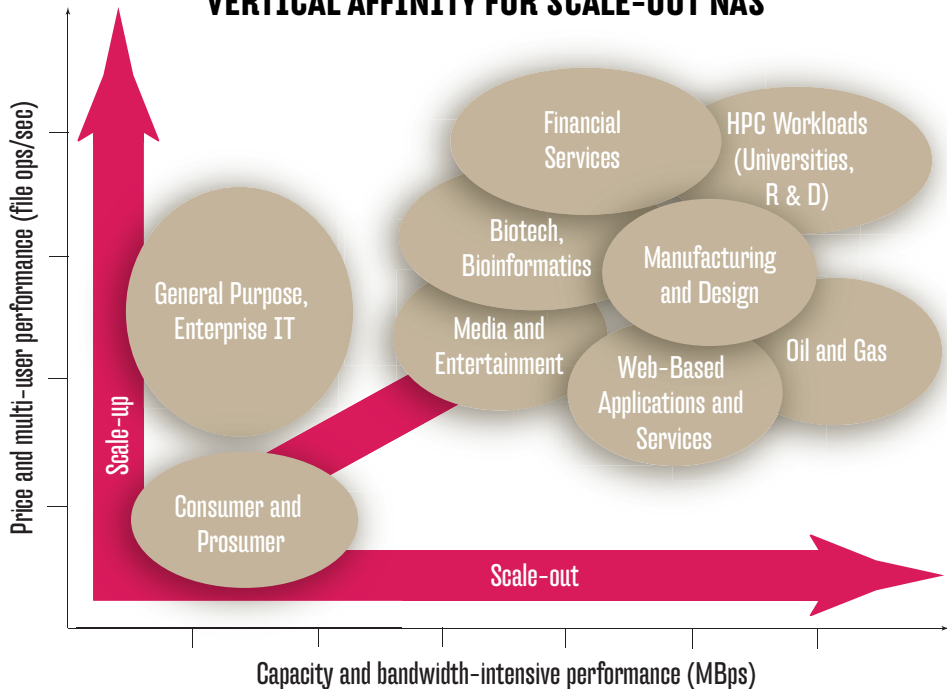 VERTICAL AFFINITY FOR SCALE-OUT NAS
Price and multi-user performance (file ops/sec)
Scale-up
Financial
Services
HPC Workloads
(Universities,
R & D)
Biotech,
Bioinformatics
Manufacturing
and Design
General Purpose,
Enterprise IT
Media and
Entertainment
Oil and Gas
Web-Based
Applications and
Services
Consumer and
Prosumer
Scale-out
Capacity and bandwidth-intensive performance (MBps)